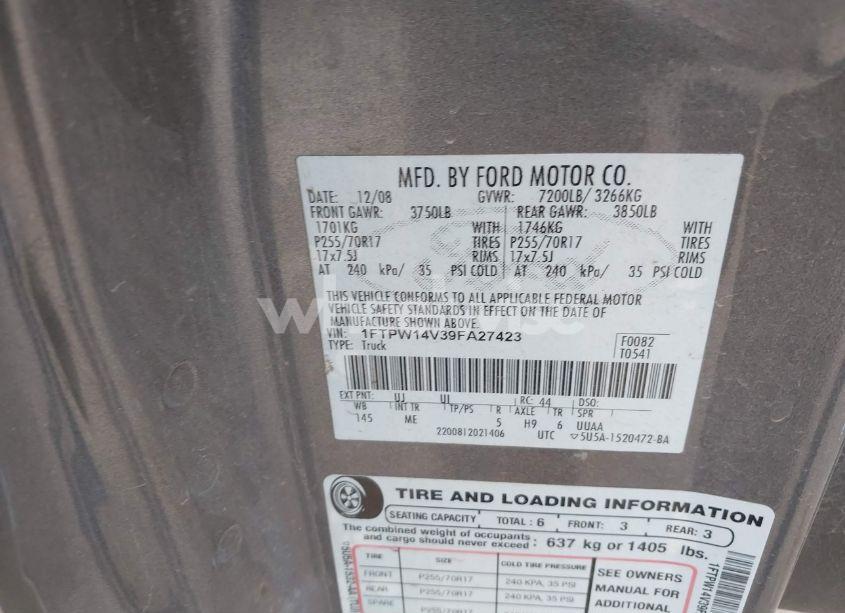 MFD. BY FORD MOTOR CO.
DATE: 12/08 GVWR: 7200LB/ 3266KG
FRONT GAWR: 3750LB REAR GAWR: 3850LB
1701KG WITH 1746KG WITH
P255/70R17 TIRES P255/70R17 TIRES
17x7.5J RIMS 17x7.5J RIMS
AT 240 kPa/ 35 PSI COLD AT 240 kPa/ 35 PSI COLD
THIS VEHICLE CONFORMS TO ALL APPLICABLE FEDERAL MOTOR
VEHICLE SAFETY STANDARDS IN EFFECT ON THE DATE OF
MANUFACTURE SHOWN ABOVE.
VIN: 1FTPW14V39FA27423
TYPE: Truck
F0082
T0541
EXT PNT: UJ UJ RC: 44 DSO:
WB INT TR TP/PS R AXLE TR SPR
145 ME 5 H9 6 UUAA
2200812021406 UTC ▽5U5A-1520472-BA
TIRE AND LOADING INFORMATION
SEATING CAPACITY TOTAL: 6 FRONT: 3 REAR: 3
The combined weight of occupants
and cargo should never exceed: 637 kg or 1405 lbs.
TIRE SIZE COLD TIRE PRESSURE
FRONT P255/70R17 240 KPA, 35 PSI
REAR P255/70R17 240 KPA, 35 PSI
SPARE
SEE OWNERS
MANUAL FOR
ADDITIONAL